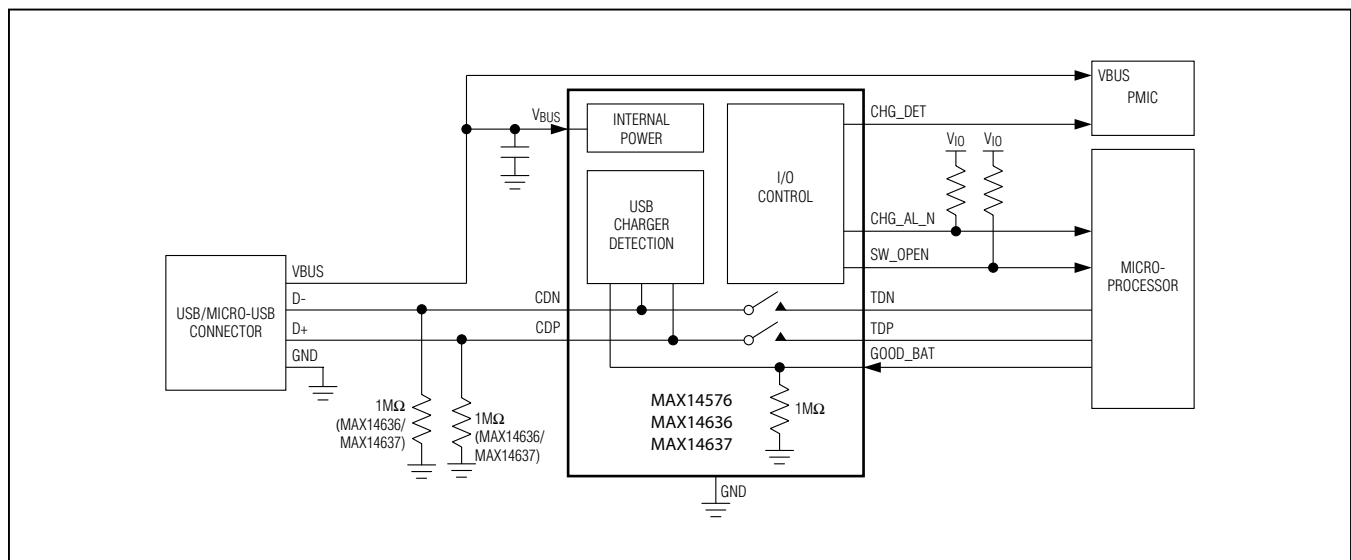 VBUS
PMIC
VBUS
INTERNAL
POWER
CHG_DET
VIO
VIO
I/O
CONTROL
USB
CHARGER
DETECTION
CHG_AL_N
SW_OPEN
MICRO-
PROCESSOR
USB/MICRO-USB
CONNECTOR
VBUS
D-
D+
GND
CDN
CDP
TDN
TDP
GOOD_BAT
1MΩ
(MAX14636/
MAX14637)
1MΩ
(MAX14636/
MAX14637)
MAX14576
MAX14636
MAX14637
1MΩ
GND